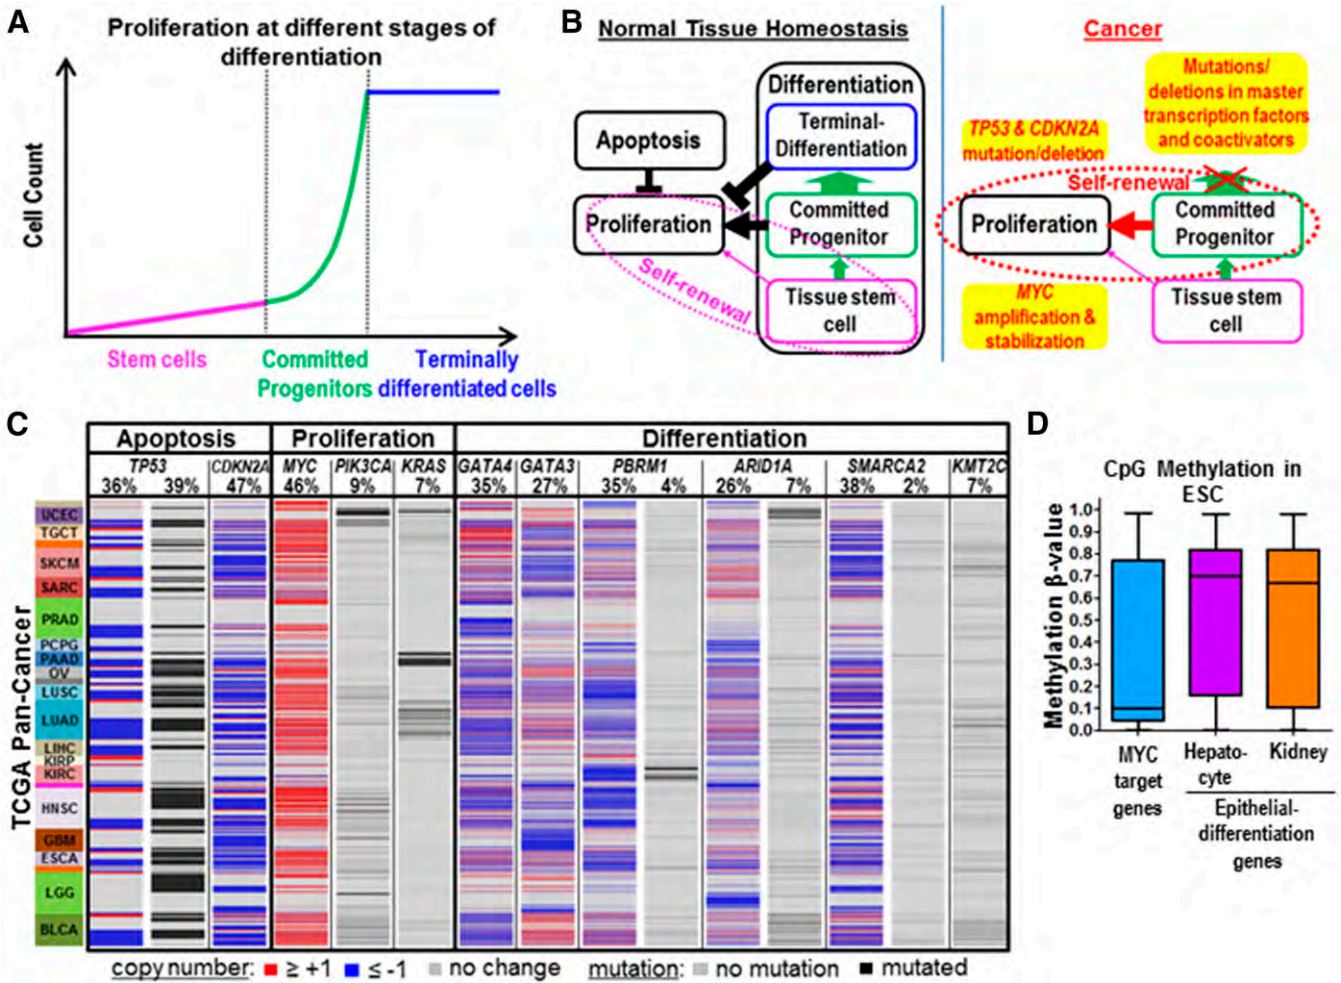 A
Proliferation at different stages of
differentiation
Cell Count
Stem cells
Committed
Progenitors
Terminally
differentiated cells
B
Normal Tissue Homeostasis
Differentiation
Terminal-
Differentiation
Apoptosis
Proliferation
Committed
Progenitor
Self-renewal
Tissue stem
cell
Cancer
Mutations/
deletions in master
transcription factors
and coactivators
TP53 & CDKN2A
mutation/deletion
Self-renewal
Proliferation
Committed
Progenitor
MYC
amplification &
stabilization
Tissue stem
cell
C
Apoptosis Proliferation Differentiation
TP53 CDKN2A MYC PIK3CA KRAS GATA4 GATA3 PBRM1 ARID1A SMARCA2 KMT2C
36% 39% 47% 46% 9% 7% 35% 27% 35% 4% 26% 7% 38% 2% 7%
TCGA Pan-Cancer
UCEC
TGCT
SKCM
SARC
PRAD
PCPG
PAAD
OV
LUSC
LUAD
LIHC
KIRP
KIRC
HNSC
GBM
ESCA
LGG
BLCA
copy number: ≥ +1 ≤ -1 no change mutation: no mutation mutated
D
CpG Methylation in
ESC
Methylation β-value
1.0
0.9
0.8
0.7
0.6
0.5
0.4
0.3
0.2
0.1
0.0
MYC
target
genes
Hepato-
cyte
Kidney
Epithelial-
differentiation
genes